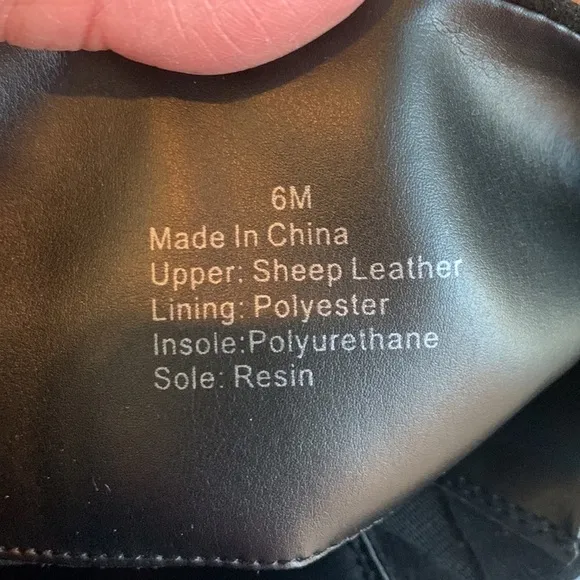 6M
Made In China
Upper: Sheep Leather
Lining: Polyester
Insole:Polyurethane
Sole: Resin